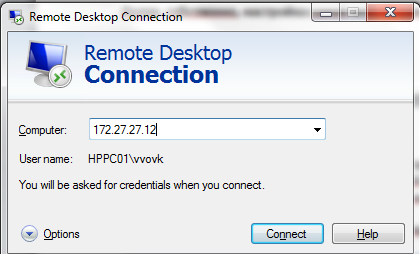 Remote Desktop Connection
Remote Desktop
Connection
Computer:
172.27.27.12
User name: HPPC01\vvovk
You will be asked for credentials when you connect.
Options
Connect
Help